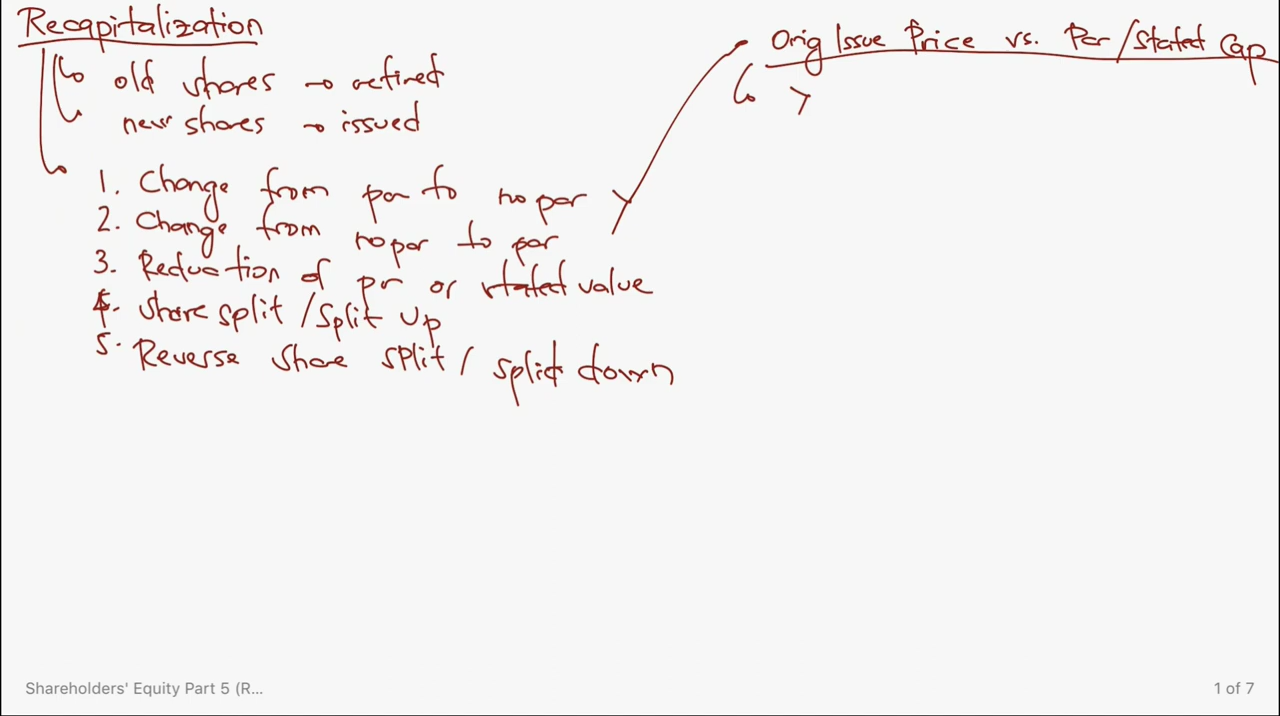 Recapitalization
old shares → retired
new shares → issued
1. Change from par to no par
2. Change from no par to par
3. Reduction of par or stated value
4. Share split / Split Up
5. Reverse Share split / split down
Orig Issue Price vs. Par/Stated Cap
>
Shareholders' Equity Part 5 (R...
1 of 7